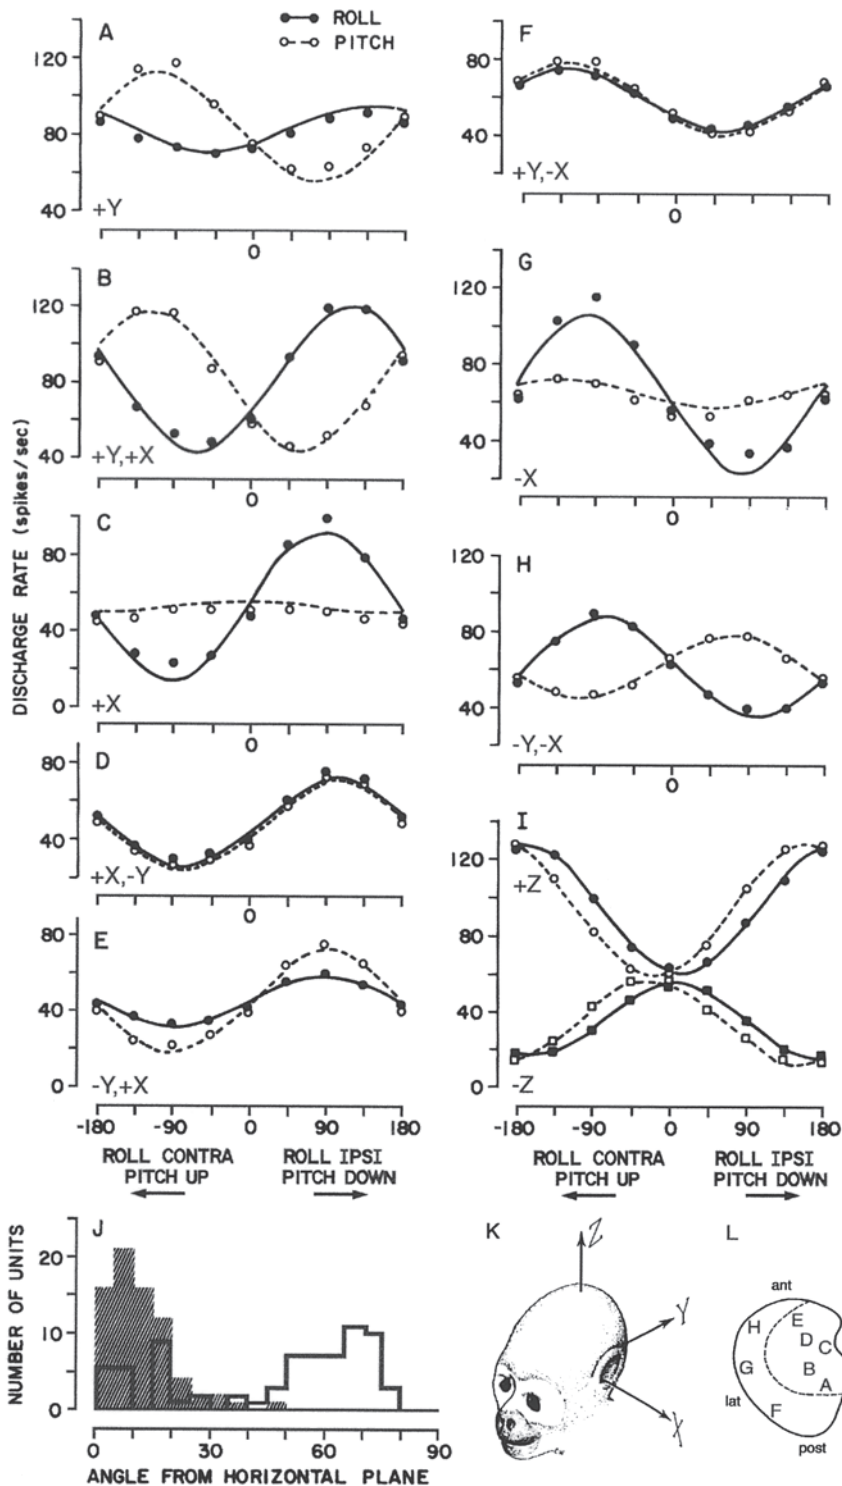 ROLL
PITCH
A
120
80
40
+Y
0
B
120
80
40
+Y,+X
0
C
80
40
0
+X
0
D
80
40
+X,-Y
0
E
80
40
0
-Y,+X
-180 -90 0 90 180
ROLL CONTRA ROLL IPSI
PITCH UP PITCH DOWN
DISCHARGE RATE (spikes/sec)
F
80
40
+Y,-X
0
G
120
80
40
-X
0
H
120
80
40
-Y,-X
0
I
120
80
40
0
+Z
-Z
-180 -90 0 90 180
ROLL CONTRA ROLL IPSI
PITCH UP PITCH DOWN
J
NUMBER OF UNITS
20
10
0
0 30 60 90
ANGLE FROM HORIZONTAL PLANE
K
Z
Y
X
L
ant
H E
D C
G B
A
lat F
post